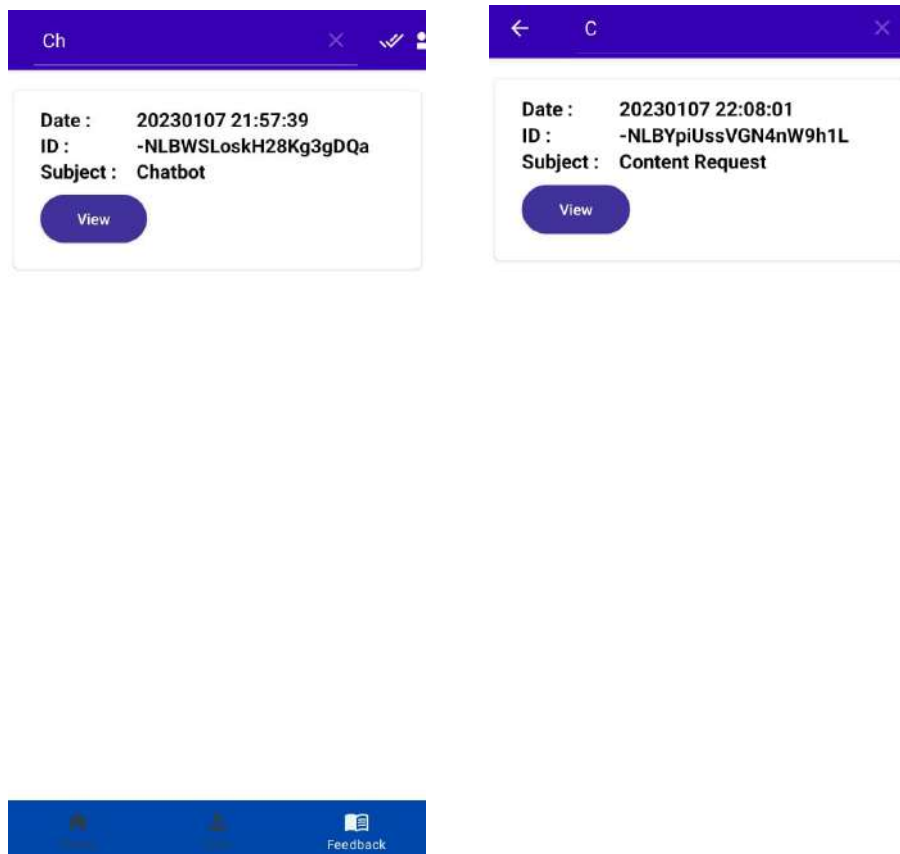 Ch
Date : 20230107 21:57:39
ID : -NLBWSLoskH28Kg3gDQa
Subject : Chatbot
View
Feedback
C
Date : 20230107 22:08:01
ID : -NLBYpiUssVGN4nW9h1L
Subject : Content Request
View